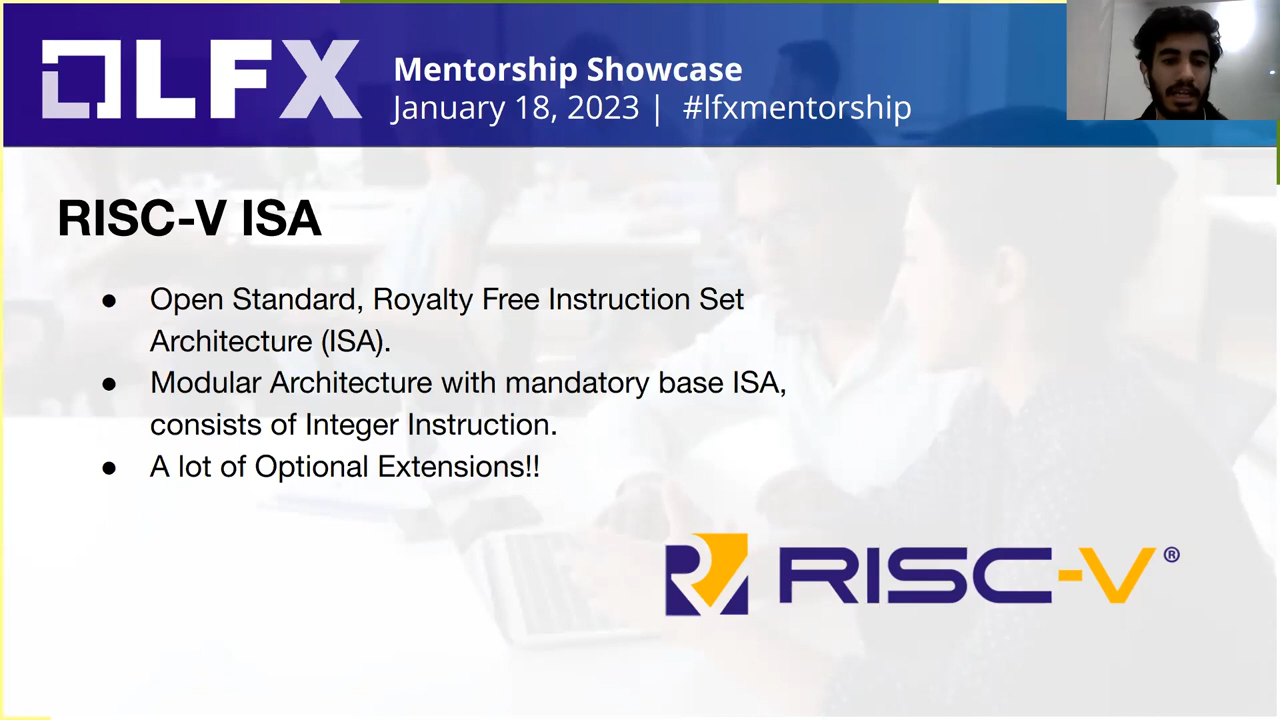 LFX
Mentorship Showcase
January 18, 2023 | #lfxmentorship
RISC-V ISA
● Open Standard, Royalty Free Instruction Set
Architecture (ISA).
● Modular Architecture with mandatory base ISA,
consists of Integer Instruction.
● A lot of Optional Extensions!!
RISC-V®